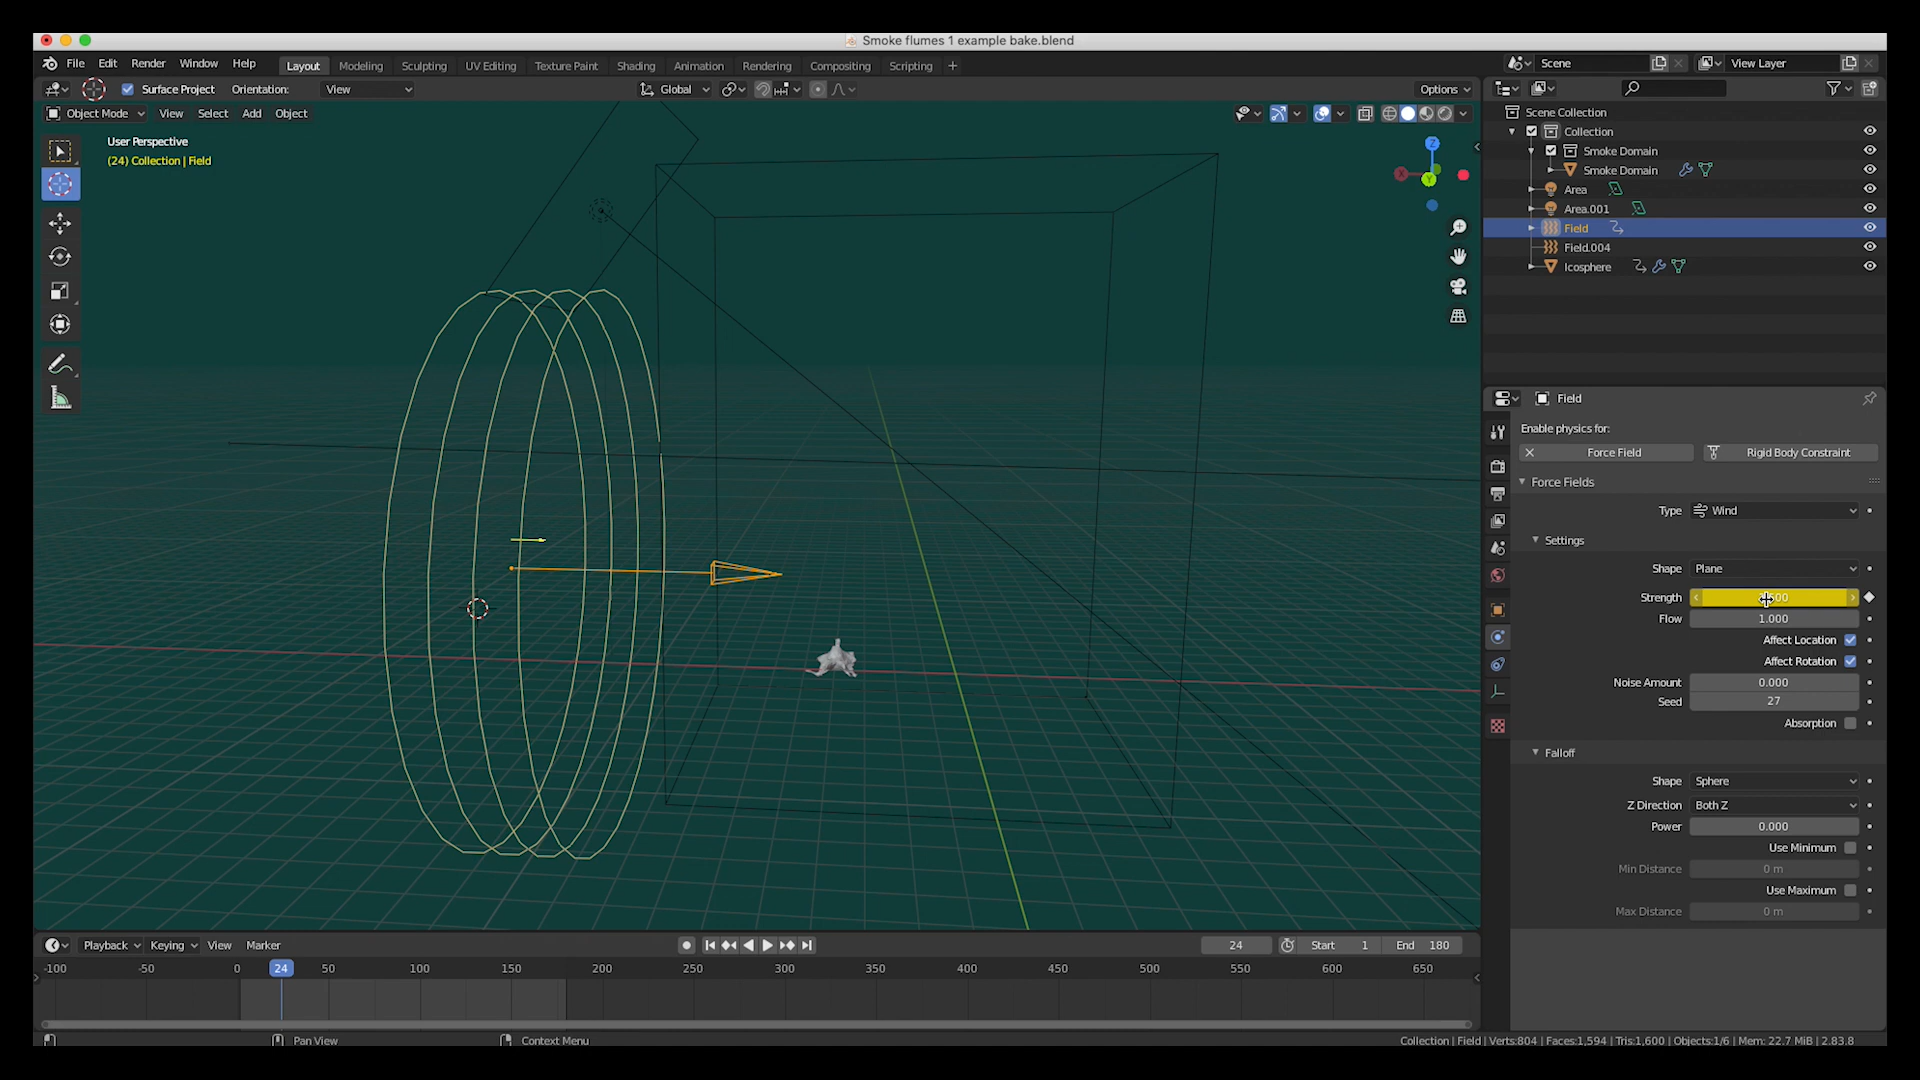 Smoke flumes 1 example bake.blend
File Edit Render Window Help Layout Modeling Sculpting UV Editing Texture Paint Shading Animation Rendering Compositing Scripting + Scene View Layer
Surface Project Orientation: View Global Options
Object Mode View Select Add Object
User Perspective
(24) Collection | Field
Z
X
Y
Scene Collection
Collection
Smoke Domain
Smoke Domain
Area
Area.001
Field
Field.004
Icosphere
Field
Enable physics for:
Force Field Rigid Body Constraint
Force Fields
Type Wind
Settings
Shape Plane
Strength
Flow 1.000
Affect Location
Affect Rotation
Noise Amount 0.000
Seed 27
Absorption
Falloff
Shape Sphere
Z Direction Both Z
Power 0.000
Use Minimum
Min Distance 0 m
Use Maximum
Max Distance 0 m
Playback Keying View Marker 24 Start 1 End 180
-100 -50 0 24 50 100 150 200 250 300 350 400 450 500 550 600 650
Pan View Context Menu Collection | Field | Verts:804 | Faces:1,594 | Tris:1,600 | Objects:1/6 | Mem: 22.7 MiB | 2.83.8